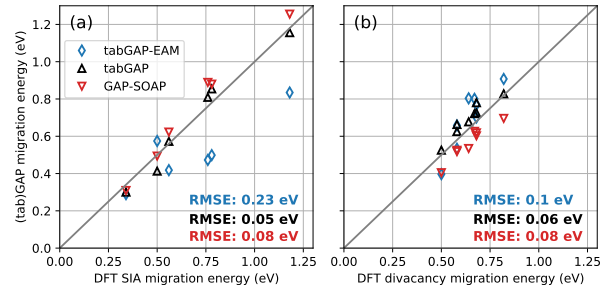 (a)
(b)
tabGAP-EAM
tabGAP
GAP-SOAP
RMSE: 0.23 eV
RMSE: 0.05 eV
RMSE: 0.08 eV
RMSE: 0.1 eV
RMSE: 0.06 eV
RMSE: 0.08 eV
(tab)GAP migration energy (eV)
1.2
1.0
0.8
0.6
0.4
0.2
0.0
0.00 0.25 0.50 0.75 1.00 1.25
0.00 0.25 0.50 0.75 1.00 1.25
DFT SIA migration energy (eV)
DFT divacancy migration energy (eV)